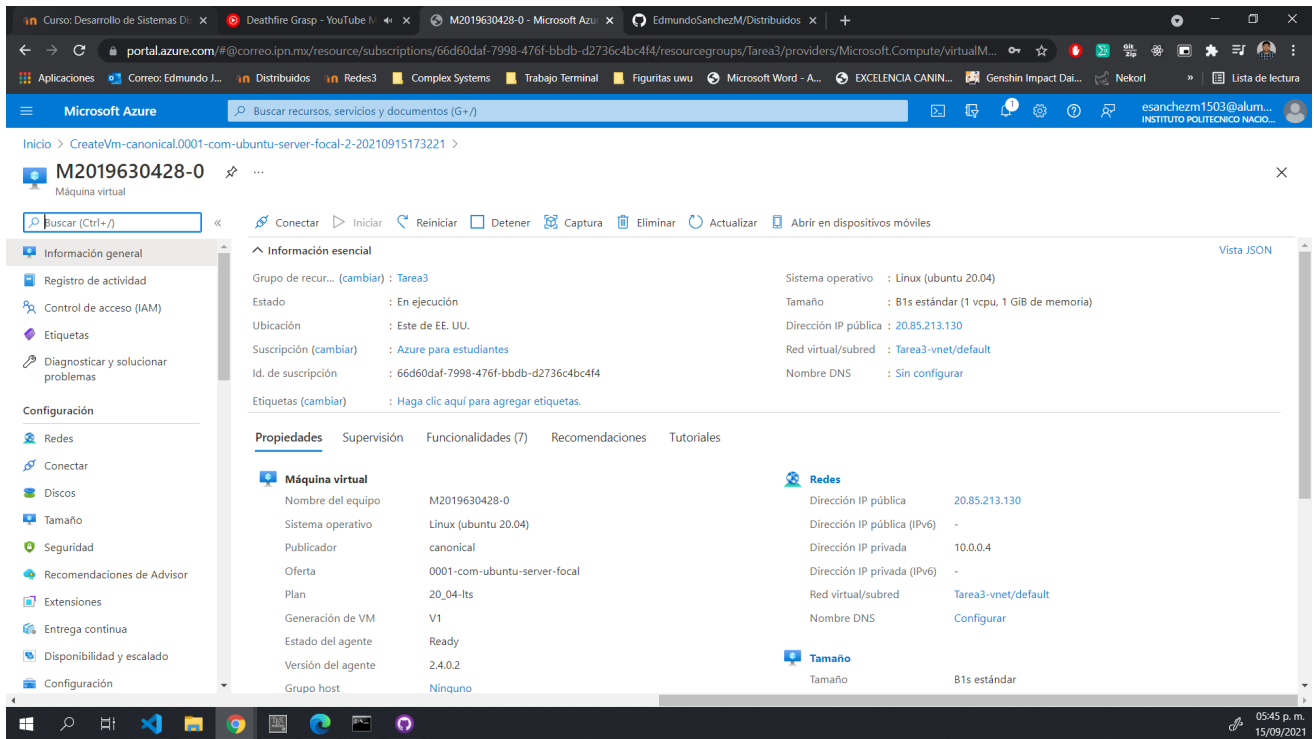 Curso: Desarrollo de Sistemas Di
Deathfire Grasp - YouTube M
M2019630428-0 - Microsoft Azu
EdmundoSanchezM/Distribuidos
portal.azure.com/#@correo.ipn.mx/resource/subscriptions/66d60daf-7998-476f-bbdb-d2736c4bc4f4/resourcegroups/Tarea3/providers/Microsoft.Compute/virtualM...
Aplicaciones Correo: Edmundo J... Distribuidos Redes3 Complex Systems Trabajo Terminal Figuritas uwu Microsoft Word - A... EXCELENCIA CANIN... Genshin Impact Dai... Nekorl » Lista de lectura
Microsoft Azure
Buscar recursos, servicios y documentos (G+/)
1
esanchezm1503@alum...
INSTITUTO POLITECNICO NACIO...
Inicio > CreateVm-canonical.0001-com-ubuntu-server-focal-2-20210915173221 >
M2019630428-0 ...
Máquina virtual
Buscar (Ctrl+/) «
Conectar Iniciar Reiniciar Detener Captura Eliminar Actualizar Abrir en dispositivos móviles
Información general
Registro de actividad
Control de acceso (IAM)
Etiquetas
Diagnosticar y solucionar
problemas
Configuración
Redes
Conectar
Discos
Tamaño
Seguridad
Recomendaciones de Advisor
Extensiones
Entrega continua
Disponibilidad y escalado
Configuración
Información esencial
Vista JSON
Grupo de recur... (cambiar) : Tarea3
Estado : En ejecución
Ubicación : Este de EE. UU.
Suscripción (cambiar) : Azure para estudiantes
Id. de suscripción : 66d60daf-7998-476f-bbdb-d2736c4bc4f4
Etiquetas (cambiar) : Haga clic aquí para agregar etiquetas.
Sistema operativo : Linux (ubuntu 20.04)
Tamaño : B1s estándar (1 vcpu, 1 GiB de memoria)
Dirección IP pública : 20.85.213.130
Red virtual/subred : Tarea3-vnet/default
Nombre DNS : Sin configurar
Propiedades Supervisión Funcionalidades (7) Recomendaciones Tutoriales
Máquina virtual
Nombre del equipo M2019630428-0
Sistema operativo Linux (ubuntu 20.04)
Publicador canonical
Oferta 0001-com-ubuntu-server-focal
Plan 20_04-lts
Generación de VM V1
Estado del agente Ready
Versión del agente 2.4.0.2
Grupo host Ninguno
Redes
Dirección IP pública 20.85.213.130
Dirección IP pública (IPv6) -
Dirección IP privada 10.0.0.4
Dirección IP privada (IPv6) -
Red virtual/subred Tarea3-vnet/default
Nombre DNS Configurar
Tamaño
Tamaño B1s estándar
05:45 p. m.
15/09/2021